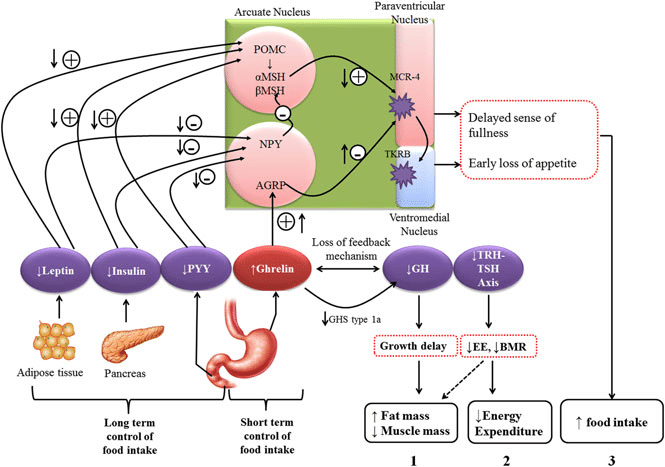 Arcuate Nucleus
Paraventricular
Nucleus
POMC
↓
αMSH
βMSH
MCR-4
↓ +
↓ +
↓ +
↓ +
-
↓ -
↓ -
↓ -
↑ -
NPY
AGRP
TKRB
+ ↑
Ventromedial
Nucleus
Delayed sense of
fullness
Early loss of appetite
↓Leptin
↓Insulin
↓PYY
↑Ghrelin
Loss of feedback
mechanism
↓GH
↓TRH-
TSH
Axis
↓GHS type 1a
Adipose tissue
Pancreas
Growth delay
↓EE, ↓BMR
Long term
control of
food intake
Short term
control of
food intake
↑ Fat mass
↓ Muscle mass
↓Energy
Expenditure
↑ food intake
1
2
3